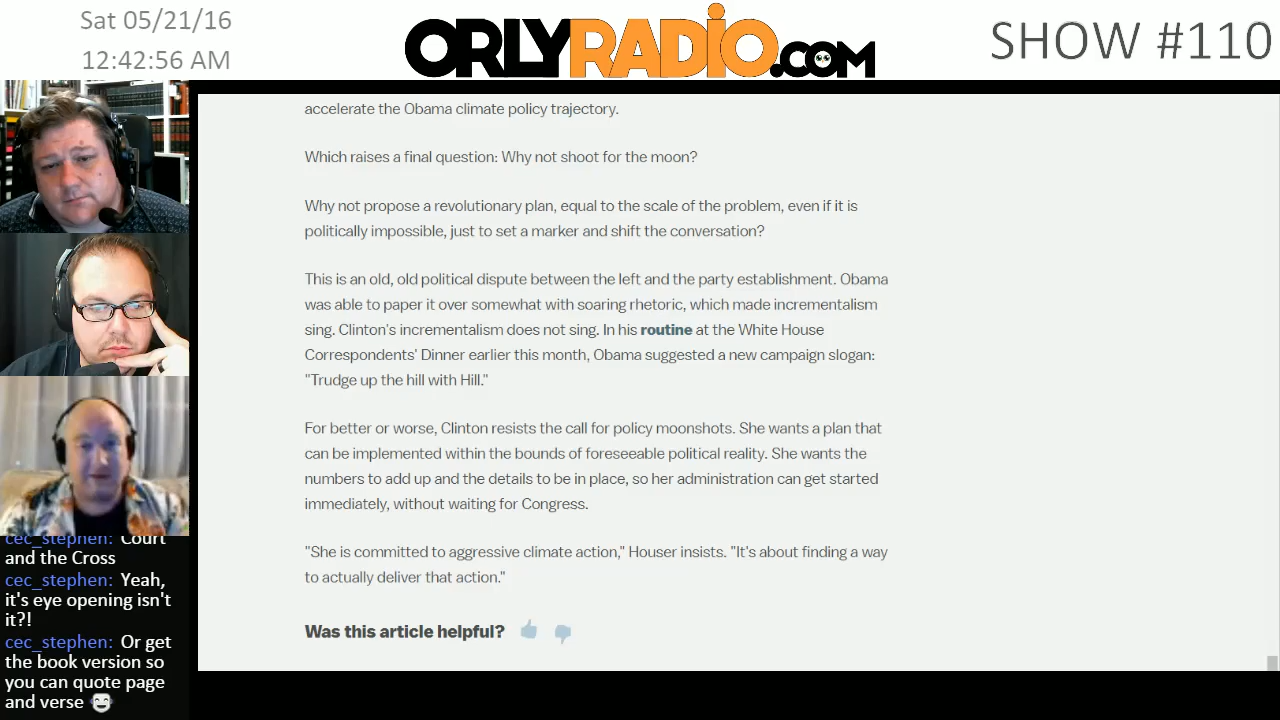 Sat 05/21/16
12:42:56 AM
ORLYRADIO.COM
SHOW #110
accelerate the Obama climate policy trajectory.
Which raises a final question: Why not shoot for the moon?
Why not propose a revolutionary plan, equal to the scale of the problem, even if it is
politically impossible, just to set a marker and shift the conversation?
This is an old, old political dispute between the left and the party establishment. Obama
was able to paper it over somewhat with soaring rhetoric, which made incrementalism
sing. Clinton's incrementalism does not sing. In his routine at the White House
Correspondents' Dinner earlier this month, Obama suggested a new campaign slogan:
"Trudge up the hill with Hill."
For better or worse, Clinton resists the call for policy moonshots. She wants a plan that
can be implemented within the bounds of foreseeable political reality. She wants the
numbers to add up and the details to be in place, so her administration can get started
immediately, without waiting for Congress.
"She is committed to aggressive climate action," Houser insists. "It's about finding a way
to actually deliver that action."
Was this article helpful?
cec_stephen: Court
and the Cross
cec_stephen: Yeah,
it's eye opening isn't
it?!
cec_stephen: Or get
the book version so
you can quote page
and verse